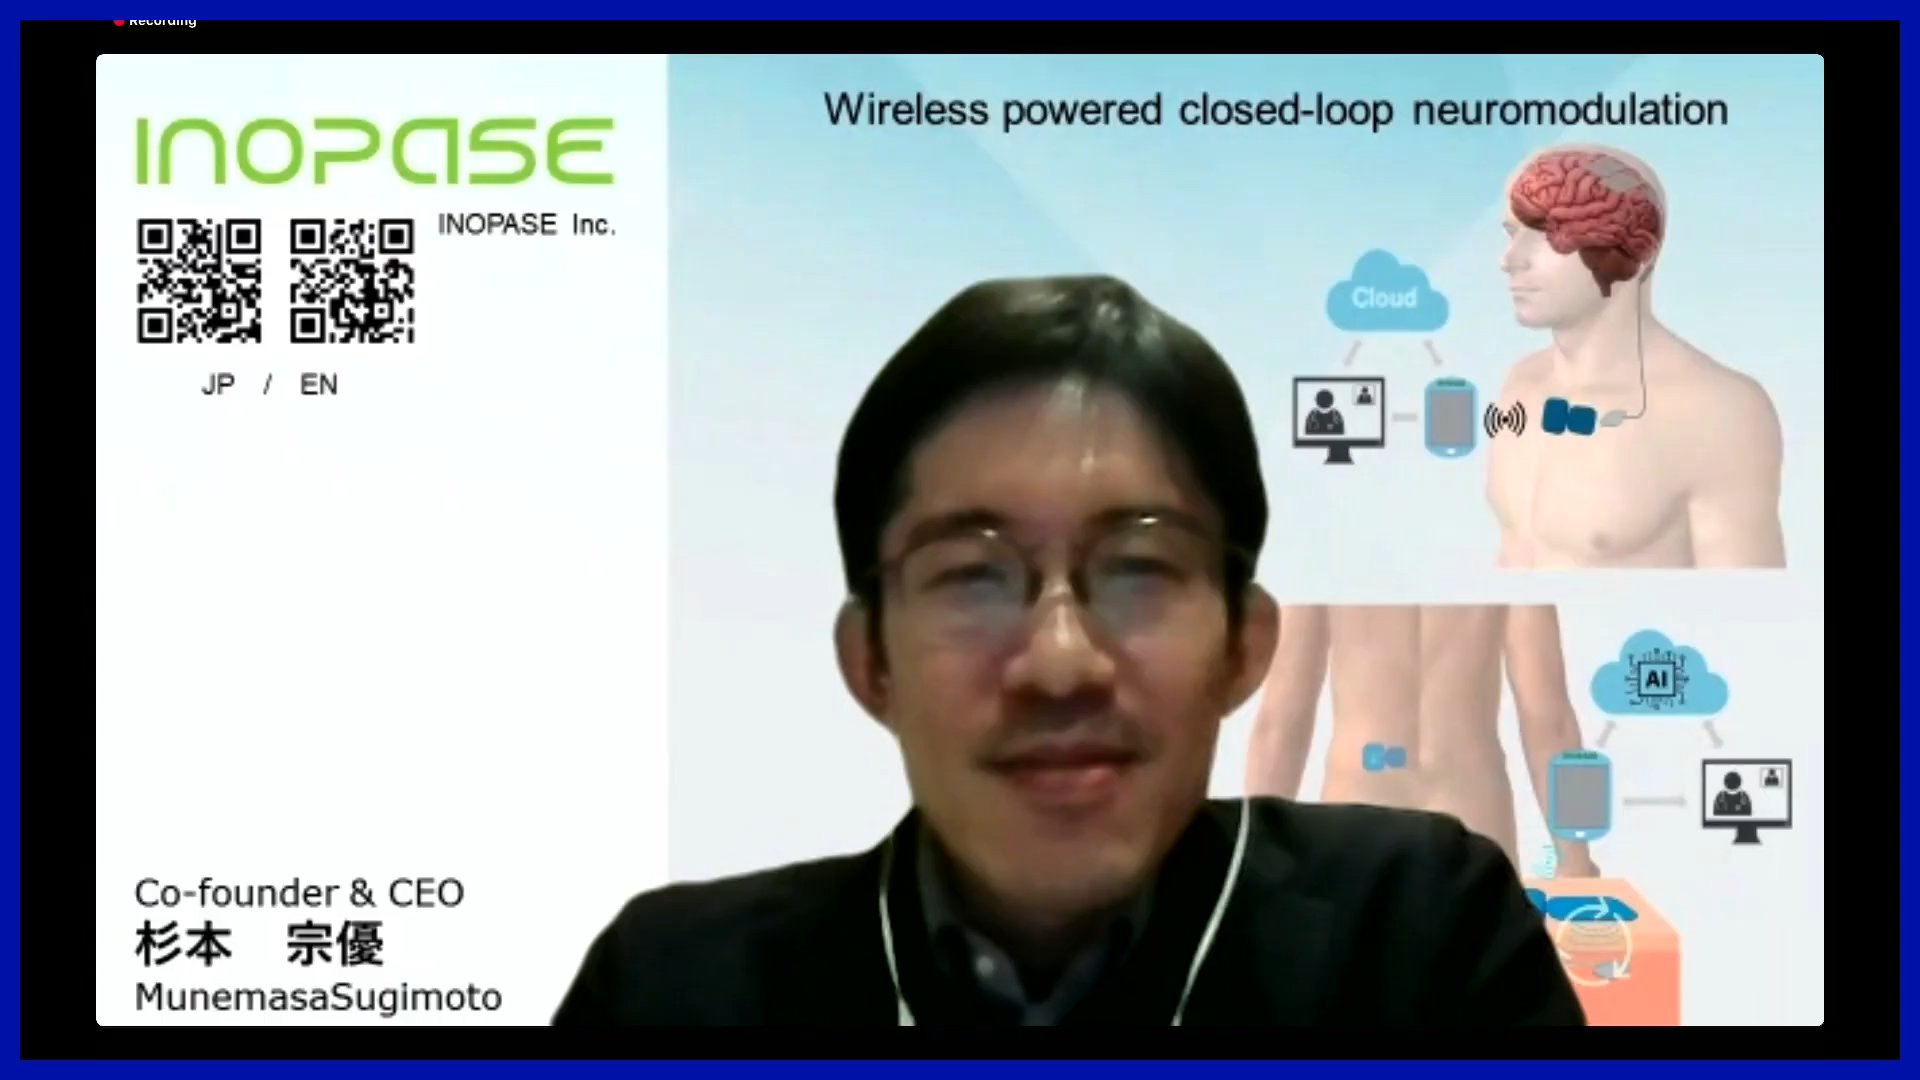 Recording
INOPASE
INOPASE Inc.
JP / EN
Wireless powered closed-loop neuromodulation
Cloud
AI
Co-founder & CEO
杉本 宗優
MunemasaSugimoto